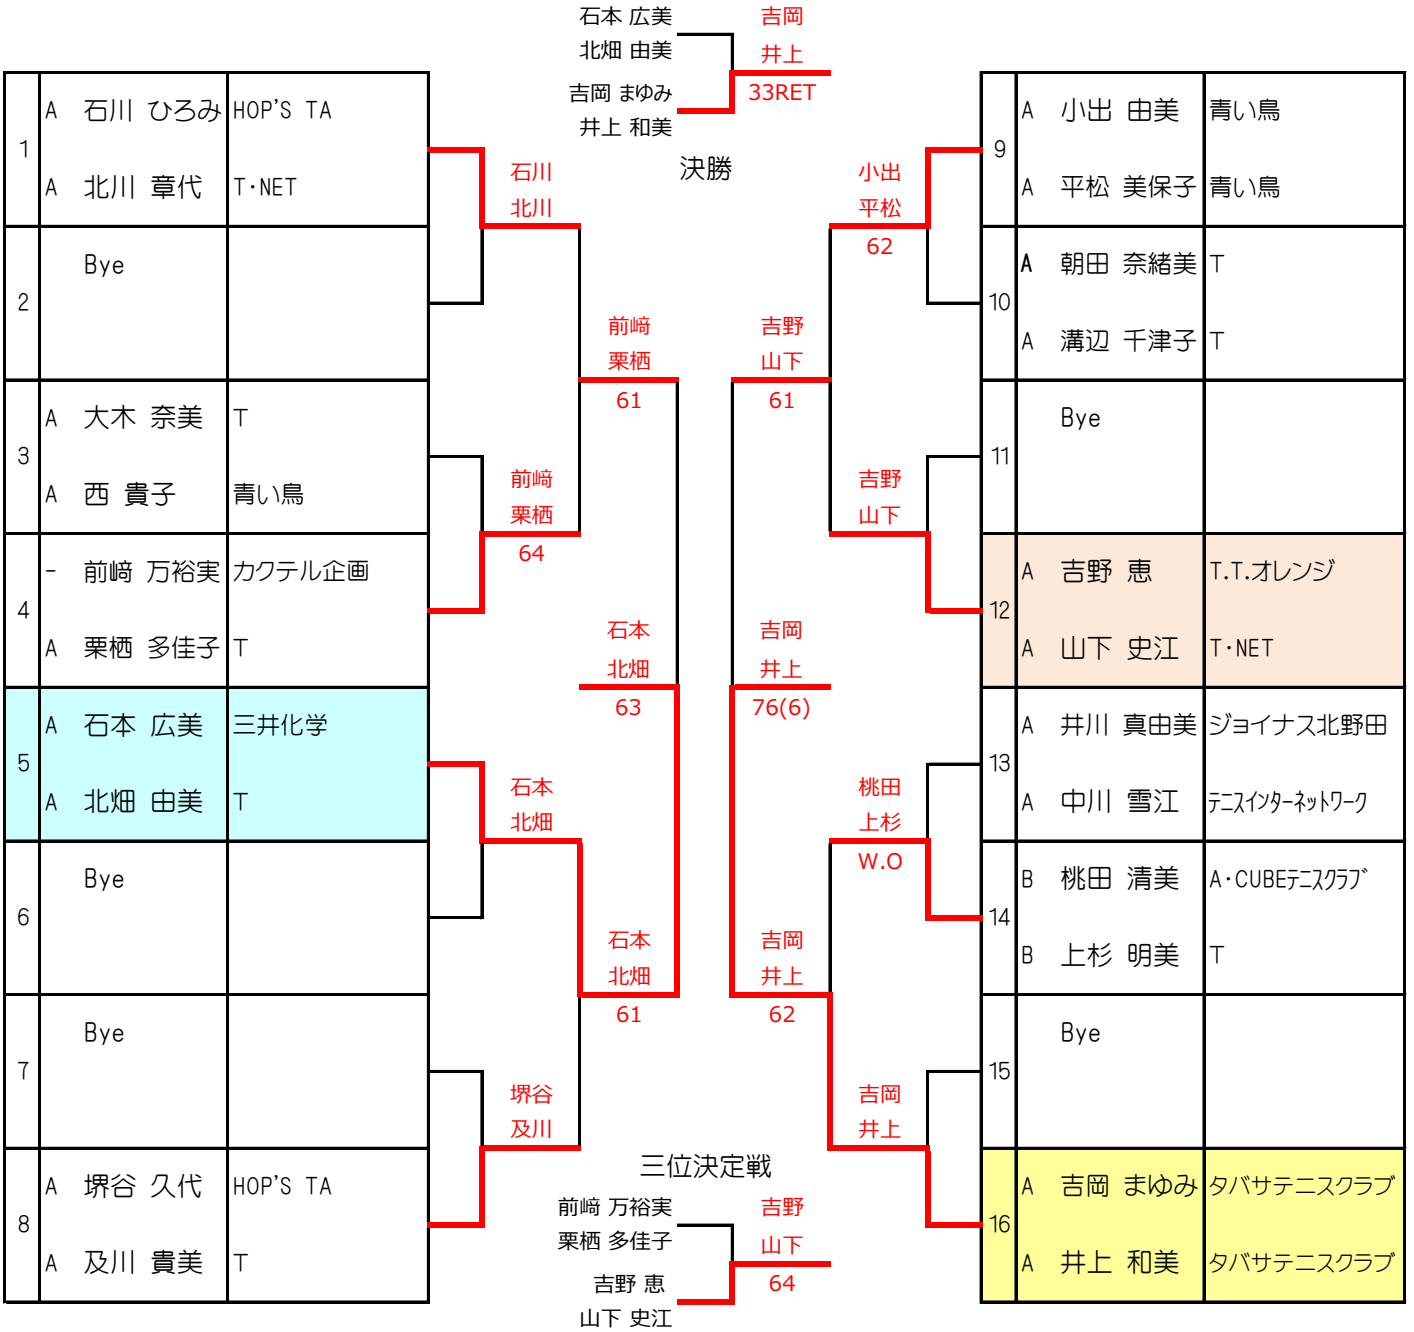 石本 広美
北畑 由美
吉岡 まゆみ
井上 和美
吉岡
井上
33RET
決勝
1
A 石川 ひろみ HOP'S TA
A 北川 章代 T・NET
2
Bye
3
A 大木 奈美 T
A 西 貴子 青い鳥
4
- 前﨑 万裕実 カクテル企画
A 栗栖 多佳子 T
5
A 石本 広美 三井化学
A 北畑 由美 T
6
Bye
7
Bye
8
A 堺谷 久代 HOP'S TA
A 及川 貴美 T
石川
北川
前﨑
栗栖
64
石本
北畑
堺谷
及川
前﨑
栗栖
61
石本
北畑
61
石本
北畑
63
吉岡
井上
76(6)
吉野
山下
61
吉岡
井上
62
小出
平松
62
吉野
山下
桃田
上杉
W.O
吉岡
井上
9
A 小出 由美 青い鳥
A 平松 美保子 青い鳥
10
A 朝田 奈緒美 T
A 溝辺 千津子 T
11
Bye
12
A 吉野 恵 T.T.オレンジ
A 山下 史江 T・NET
13
A 井川 真由美 ジョイナス北野田
A 中川 雪江 テニスインターネットワーク
14
B 桃田 清美 A・CUBEテニスクラブ
B 上杉 明美 T
15
Bye
16
A 吉岡 まゆみ タバサテニスクラブ
A 井上 和美 タバサテニスクラブ
三位決定戦
前﨑 万裕実
栗栖 多佳子
吉野 恵
山下 史江
吉野
山下
64